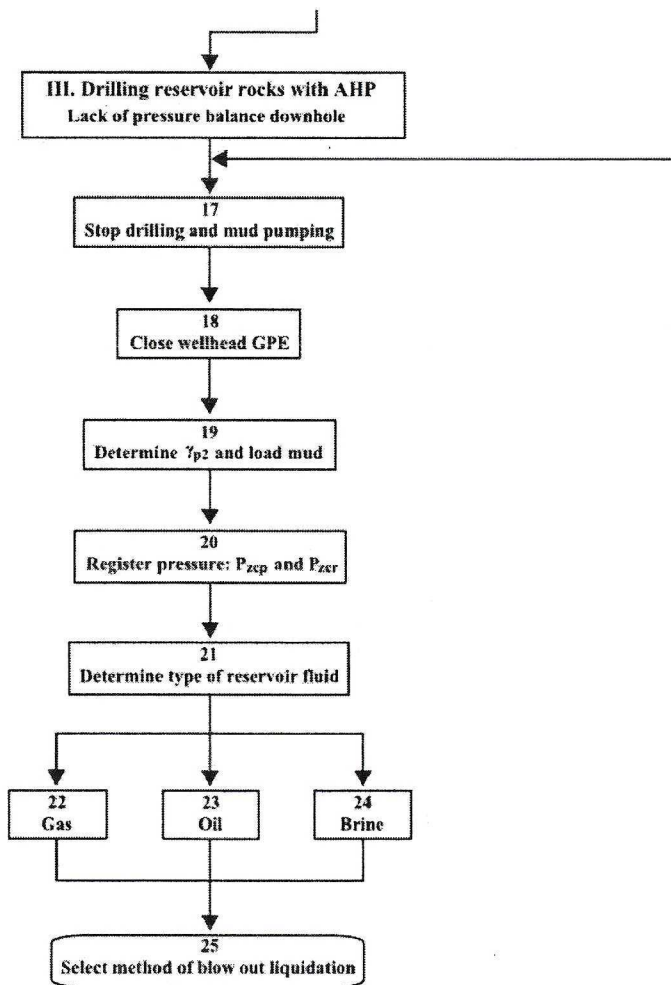 III. Drilling reservoir rocks with AHP
Lack of pressure balance downhole
17
Stop drilling and mud pumping
18
Close wellhead GPE
19
Determine γp2 and load mud
20
Register pressure: Pzcp and Pzcr
21
Determine type of reservoir fluid
22
Gas
23
Oil
24
Brine
25
Select method of blow out liquidation